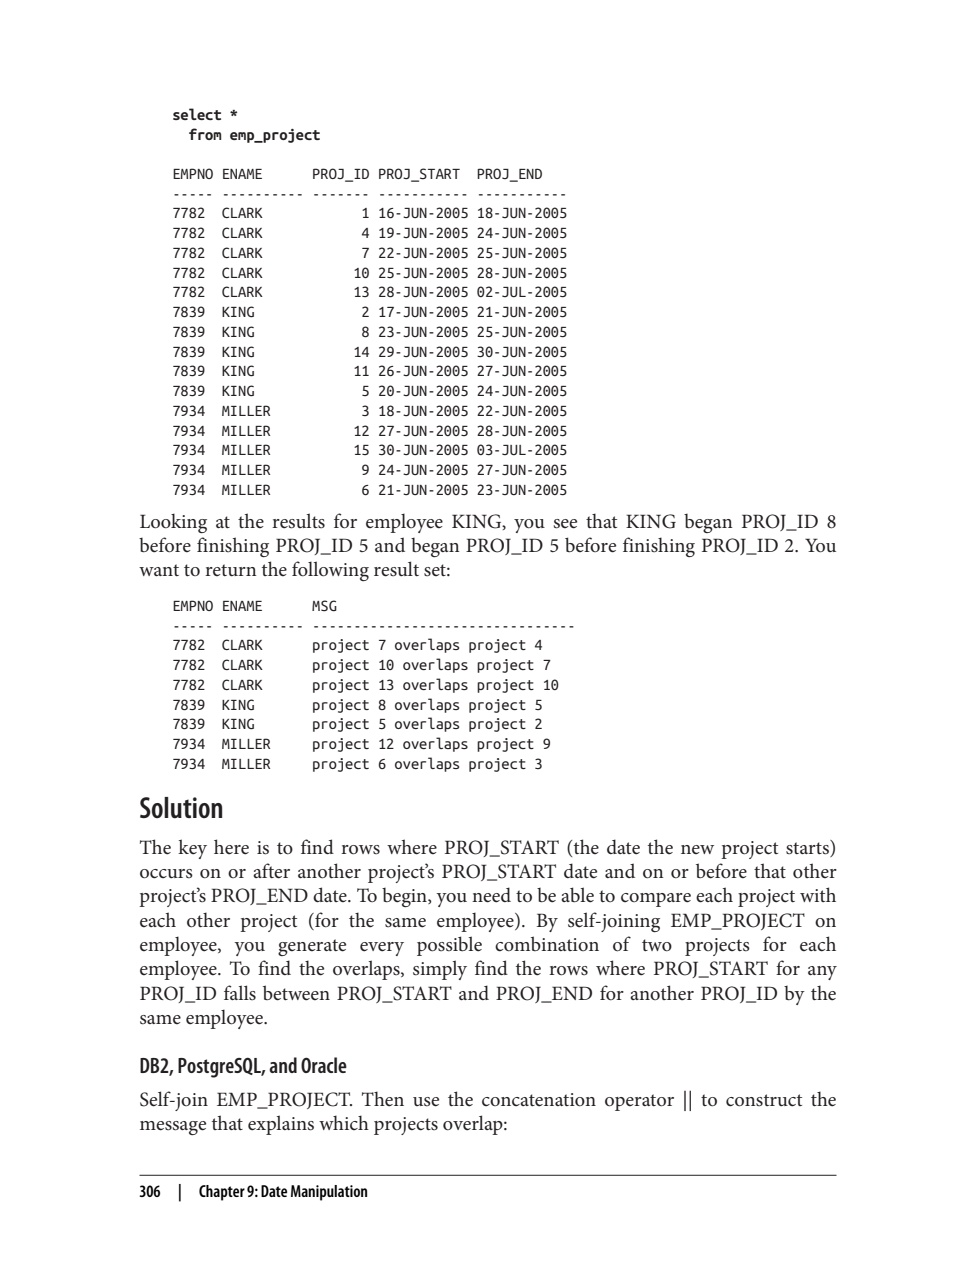 select *
  from emp_project
EMPNO ENAME      PROJ_ID PROJ_START  PROJ_END
----- ---------- ------- ----------- -----------
7782  CLARK            1 16-JUN-2005 18-JUN-2005
7782  CLARK            4 19-JUN-2005 24-JUN-2005
7782  CLARK            7 22-JUN-2005 25-JUN-2005
7782  CLARK           10 25-JUN-2005 28-JUN-2005
7782  CLARK           13 28-JUN-2005 02-JUL-2005
7839  KING             2 17-JUN-2005 21-JUN-2005
7839  KING             8 23-JUN-2005 25-JUN-2005
7839  KING            14 29-JUN-2005 30-JUN-2005
7839  KING            11 26-JUN-2005 27-JUN-2005
7839  KING             5 20-JUN-2005 24-JUN-2005
7934  MILLER           3 18-JUN-2005 22-JUN-2005
7934  MILLER          12 27-JUN-2005 28-JUN-2005
7934  MILLER          15 30-JUN-2005 03-JUL-2005
7934  MILLER           9 24-JUN-2005 27-JUN-2005
7934  MILLER           6 21-JUN-2005 23-JUN-2005
Looking at the results for employee KING, you see that KING began PROJ_ID 8
before finishing PROJ_ID 5 and began PROJ_ID 5 before finishing PROJ_ID 2. You
want to return the following result set:
EMPNO ENAME      MSG
----- ---------- --------------------------------
7782  CLARK      project 7 overlaps project 4
7782  CLARK      project 10 overlaps project 7
7782  CLARK      project 13 overlaps project 10
7839  KING       project 8 overlaps project 5
7839  KING       project 5 overlaps project 2
7934  MILLER     project 12 overlaps project 9
7934  MILLER     project 6 overlaps project 3
Solution
The key here is to find rows where PROJ_START (the date the new project starts)
occurs on or after another project’s PROJ_START date and on or before that other
project’s PROJ_END date. To begin, you need to be able to compare each project with
each other project (for the same employee). By self-joining EMP_PROJECT on
employee, you generate every possible combination of two projects for each
employee. To find the overlaps, simply find the rows where PROJ_START for any
PROJ_ID falls between PROJ_START and PROJ_END for another PROJ_ID by the
same employee.
DB2, PostgreSQL, and Oracle
Self-join EMP_PROJECT. Then use the concatenation operator || to construct the
message that explains which projects overlap:
306 | Chapter 9: Date Manipulation